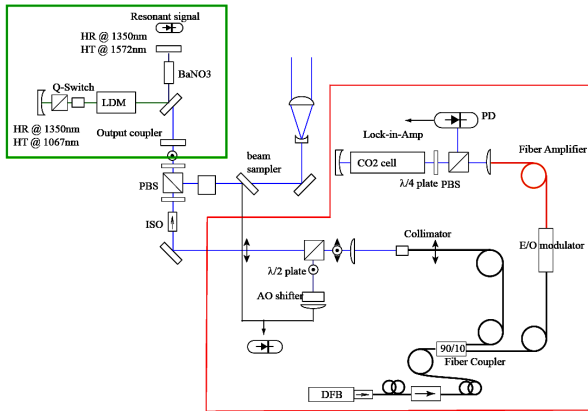 Resonant signal
HR @ 1350nm
HT @ 1572nm
BaNO3
Q-Switch
LDM
HR @ 1350nm
HT @ 1067nm
Output coupler
PBS
beam
sampler
ISO
PD
Lock-in-Amp
Fiber Amplifier
CO2 cell
λ/4 plate
PBS
E/O modulator
Collimator
λ/2 plate
AO shifter
90/10
Fiber Coupler
DFB